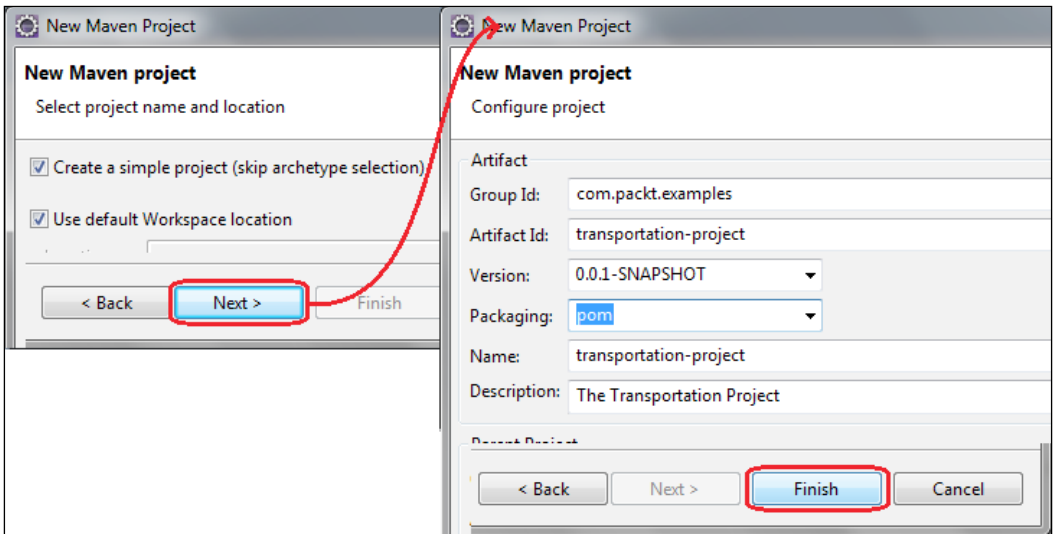 New Maven Project
New Maven project
Select project name and location
Create a simple project (skip archetype selection)
Use default Workspace location
< Back
Next >
Finish
New Maven Project
New Maven project
Configure project
Artifact
Group Id: com.packt.examples
Artifact Id: transportation-project
Version: 0.0.1-SNAPSHOT
Packaging: pom
Name: transportation-project
Description: The Transportation Project
Parent Project
< Back
Next >
Finish
Cancel